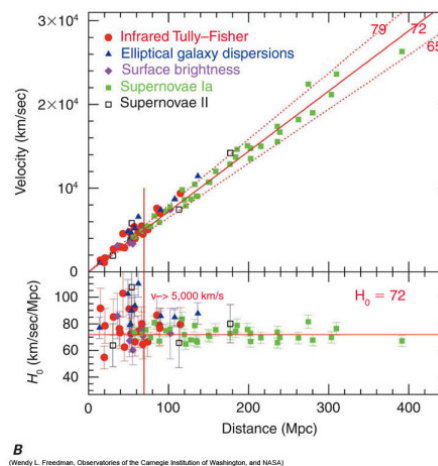 3×10⁴
79
72
65
Infrared Tully–Fisher
Elliptical galaxy dispersions
Surface brightness
Supernovae Ia
Supernovae II
2×10⁴
Velocity (km/sec)
10⁴
0
v–> 5,000 km/s
H₀ = 72
100
80
60
40
H₀ (km/sec/Mpc)
0 100 200 300 400
Distance (Mpc)
B
(Wendy L. Freedman, Observatories of the Carnegie Institution of Washington, and NASA)